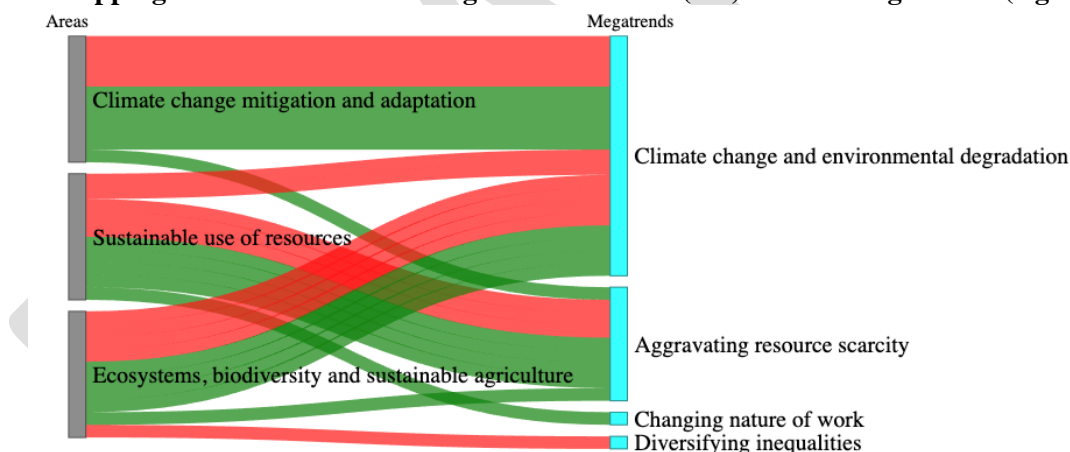 Areas
Megatrends
Climate change mitigation and adaptation
Climate change and environmental degradation
Sustainable use of resources
Aggravating resource scarcity
Ecosystems, biodiversity and sustainable agriculture
Changing nature of work
Diversifying inequalities